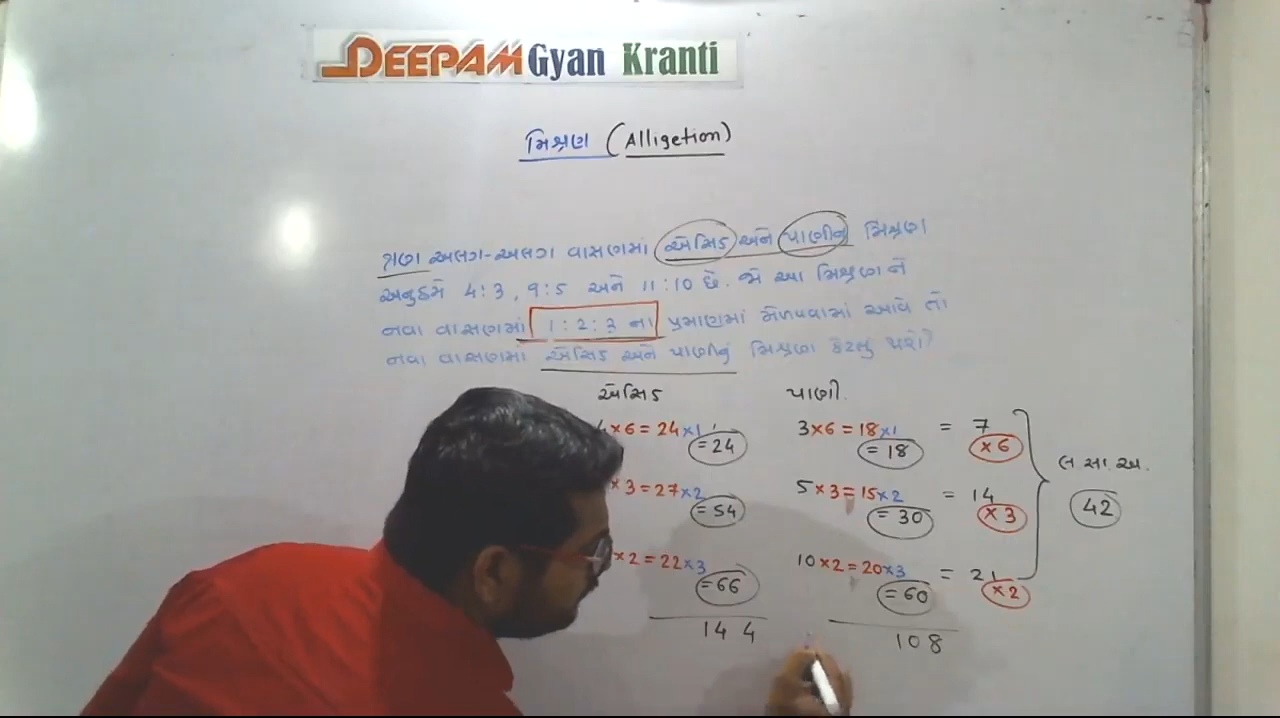 DEEPAM Gyan Kranti
મિશ્રણ (Alligetion)
ત્રણ અલગ-અલગ વાસણમાં એસિડ અને પાણીનું મિશ્રણ
અનુક્રમે 4:3, 9:5 અને 11:10 છે. જો આ મિશ્રણ ને
નવા વાસણમાં 1:2:3 ના પ્રમાણમાં મેળવવામાં આવે તો
નવા વાસણમાં એસિડ અને પાણીનું મિશ્રણ કેટલું થશે?
એસિડ પાણી.
×6=24×1 3×6=18×1 = 7
=24 =18 ×6
લ.સા.અ.
×3=27×2 5×3=15×2 = 14
=54 =30 ×3 42
×2=22×3 10×2=20×3 = 21
=66 =60 ×2
144 108